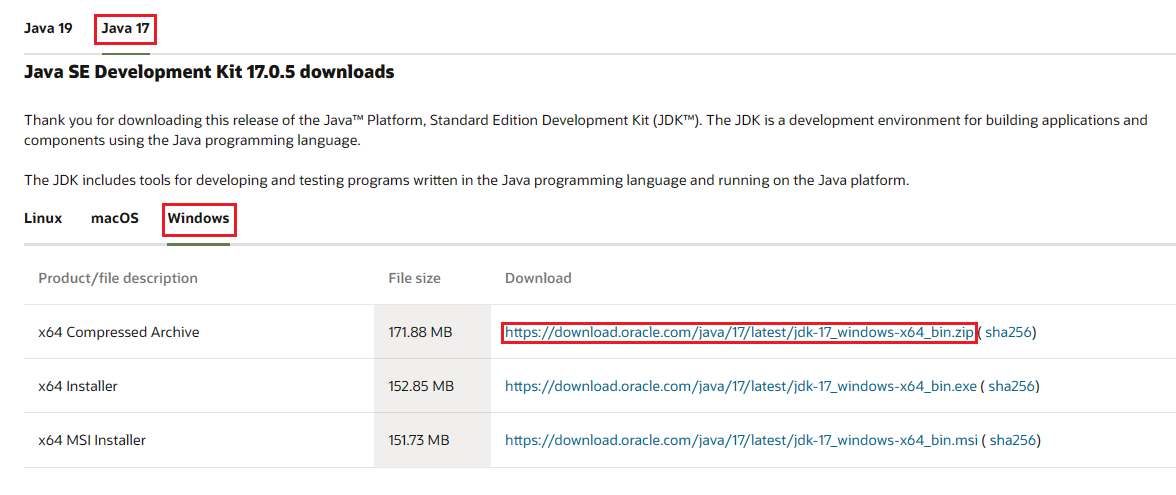 Java 19 Java 17
Java SE Development Kit 17.0.5 downloads
Thank you for downloading this release of the Java™ Platform, Standard Edition Development Kit (JDK™). The JDK is a development environment for building applications and
components using the Java programming language.
The JDK includes tools for developing and testing programs written in the Java programming language and running on the Java platform.
Linux macOS Windows
Product/file description File size Download
x64 Compressed Archive 171.88 MB https://download.oracle.com/java/17/latest/jdk-17_windows-x64_bin.zip ( sha256)
x64 Installer 152.85 MB https://download.oracle.com/java/17/latest/jdk-17_windows-x64_bin.exe ( sha256)
x64 MSI Installer 151.73 MB https://download.oracle.com/java/17/latest/jdk-17_windows-x64_bin.msi ( sha256)